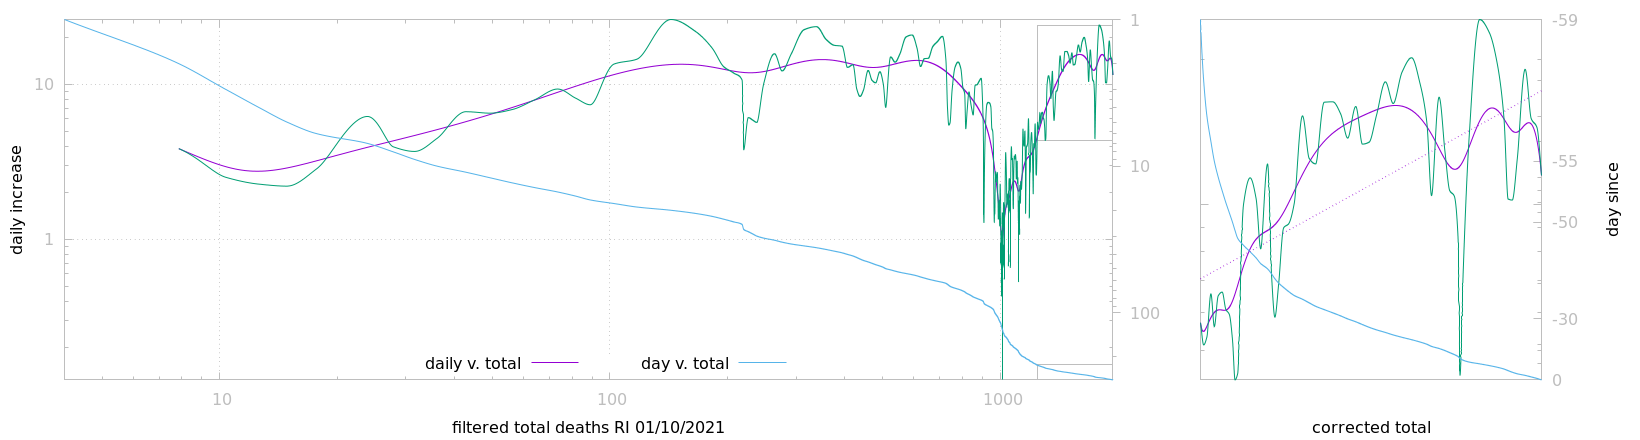 daily increase
10
1
10
100
1000
1
10
100
daily v. total
day v. total
filtered total deaths RI 01/10/2021
-59
-55
-50
-30
0
day since
corrected total